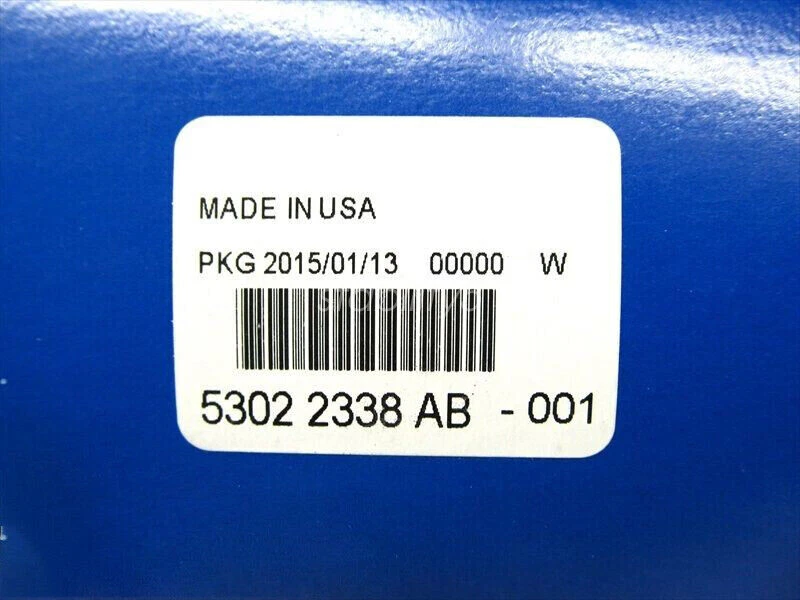 MADE IN USA
PKG 2015/01/13 00000 W
5302 2338 AB - 001